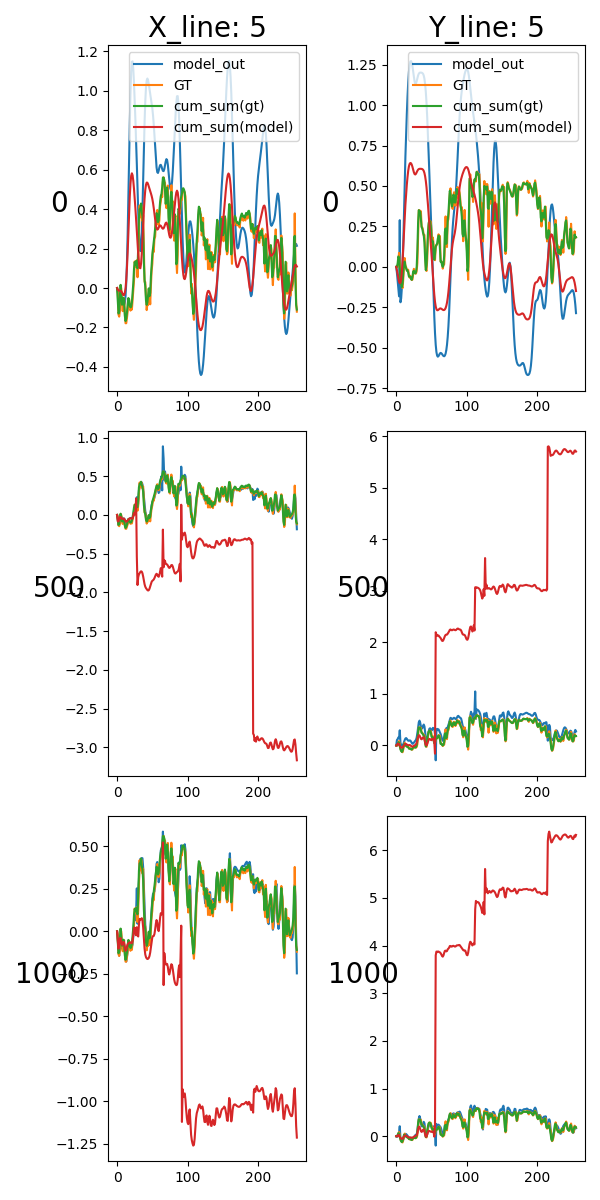 X_line: 5 Y_line: 5
1.2 1.0 0.8 0.6 0.4 0.2 0.0 −0.2 −0.4
model_out
GT
cum_sum(gt)
cum_sum(model)
0
0 100 200
1.25 1.00 0.75 0.50 0.25 0.00 −0.25 −0.50 −0.75
model_out
GT
cum_sum(gt)
cum_sum(model)
0
0 100 200
1.0 0.5 0.0 −0.5 −1.0 −1.5 −2.0 −2.5 −3.0
500
0 100 200
6 5 4 3 2 1 0
500
0 100 200
0.50 0.25 0.00 −0.25 −0.50 −0.75 −1.00 −1.25
1000
0 100 200
6 5 4 3 2 1 0
1000
0 100 200